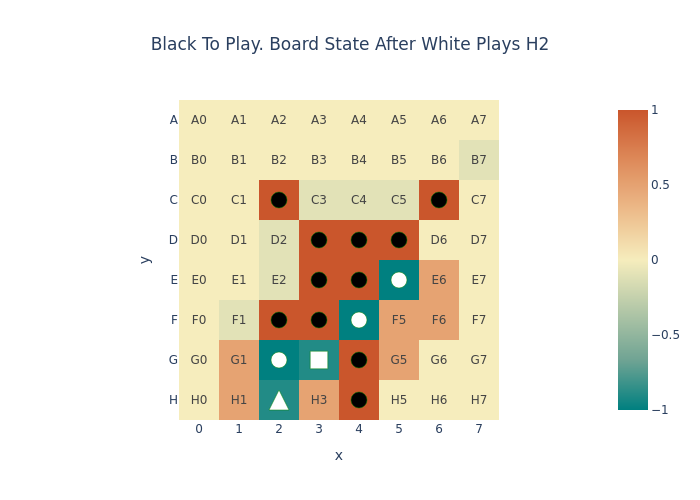 Black To Play. Board State After White Plays H2
A A0 A1 A2 A3 A4 A5 A6 A7
B B0 B1 B2 B3 B4 B5 B6 B7
C C0 C1 C3 C4 C5 C7
D D0 D1 D2 D6 D7
E E0 E1 E2 E6 E7
F F0 F1 F5 F6 F7
G G0 G1 G5 G6 G7
H H0 H1 H3 H5 H6 H7
0 1 2 3 4 5 6 7
x
y
1
0.5
0
−0.5
−1